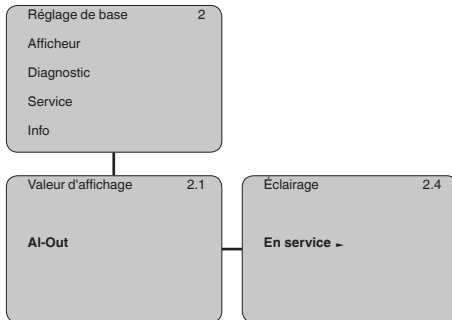 Réglage de base 2
Afficheur
Diagnostic
Service
Info
Valeur d'affichage 2.1
AI-Out
Éclairage 2.4
En service ►